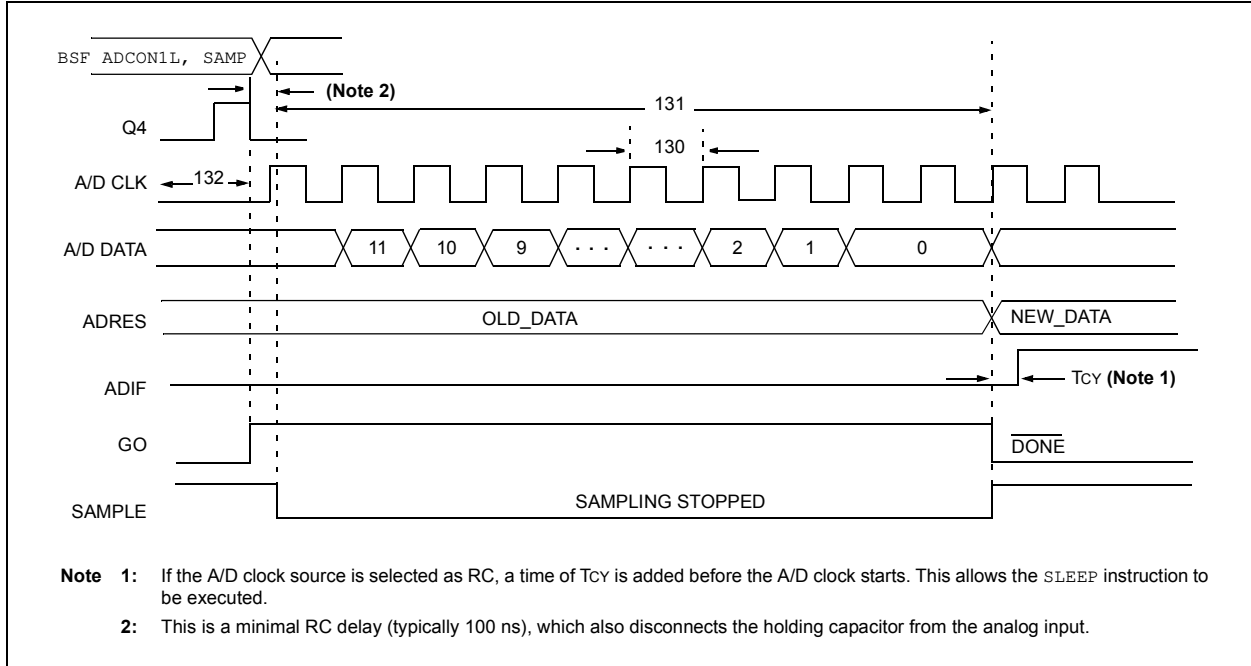 BSF ADCON1L, SAMP
(Note 2)
131
Q4
130
A/D CLK
132
A/D DATA
11 10 9 . . . . . . 2 1 0
ADRES
OLD_DATA
NEW_DATA
ADIF
TCY (Note 1)
GO
DONE
SAMPLE
SAMPLING STOPPED
Note 1: If the A/D clock source is selected as RC, a time of TCY is added before the A/D clock starts. This allows the SLEEP instruction to
be executed.
2: This is a minimal RC delay (typically 100 ns), which also disconnects the holding capacitor from the analog input.